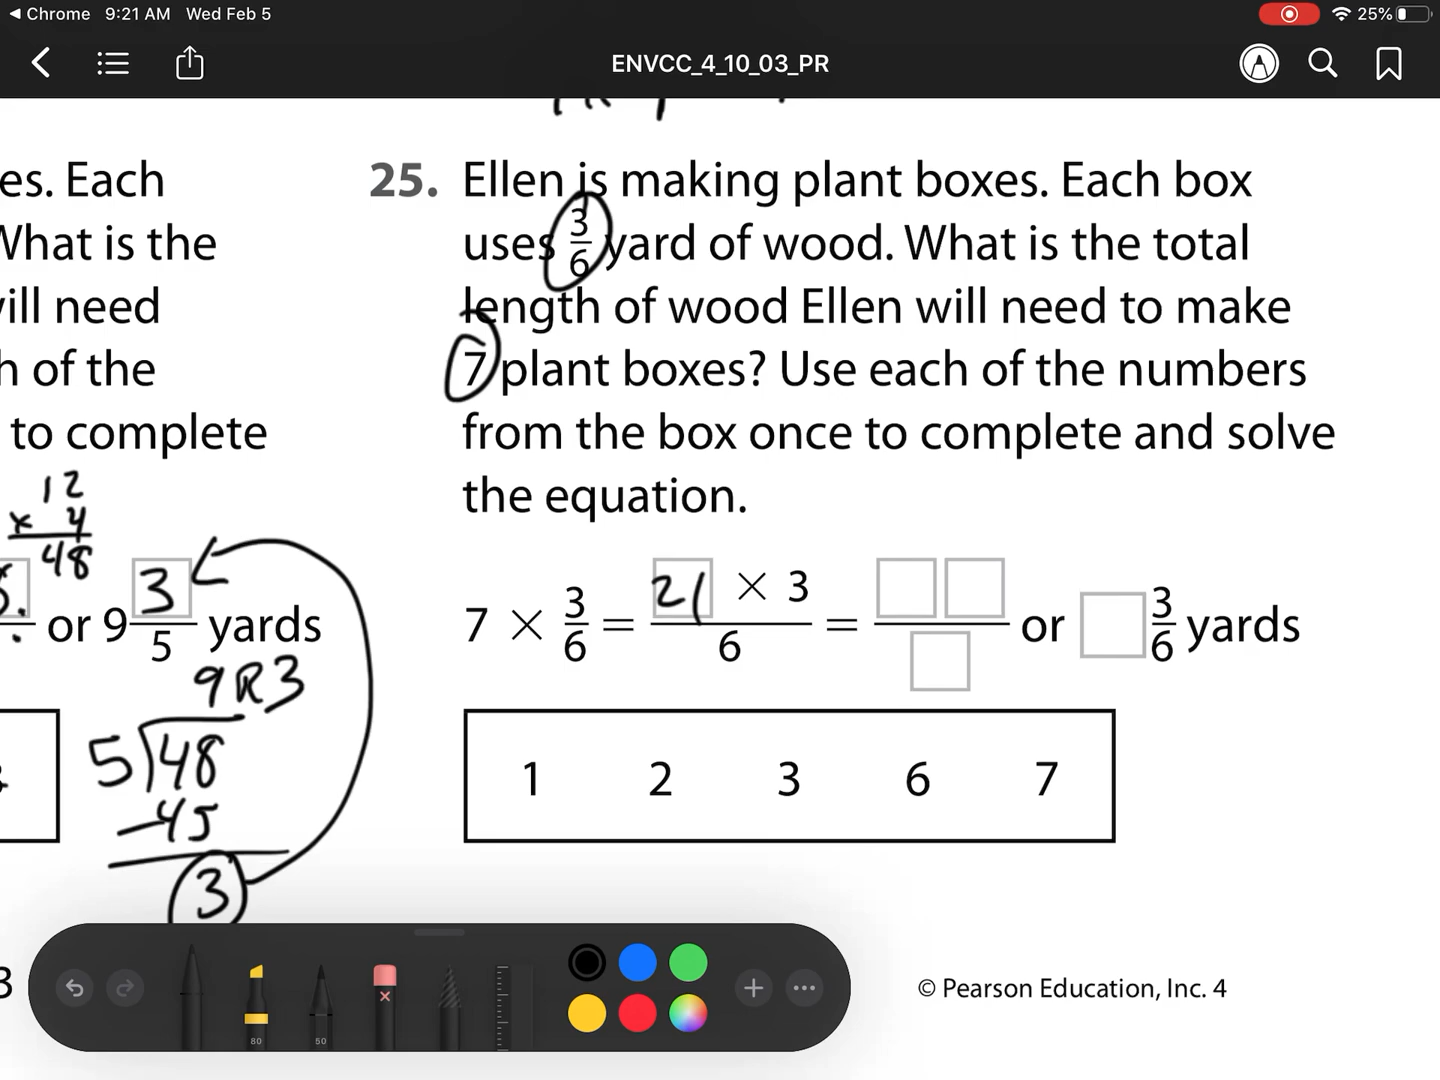 Chrome 9:21 AM Wed Feb 5 25%
ENVCC_4_10_03_PR
es. Each
What is the
ill need
h of the
to complete
12
× 4
48
3
or 9 — yards
5
9R3
5)48
-45
3
25. Ellen is making plant boxes. Each box
uses 3/6 yard of wood. What is the total
length of wood Ellen will need to make
7 plant boxes? Use each of the numbers
from the box once to complete and solve
the equation.
7 × 3/6 = 21 × 3 / 6 = □□/□ or □ 3/6 yards
1 2 3 6 7
80 50
© Pearson Education, Inc. 4